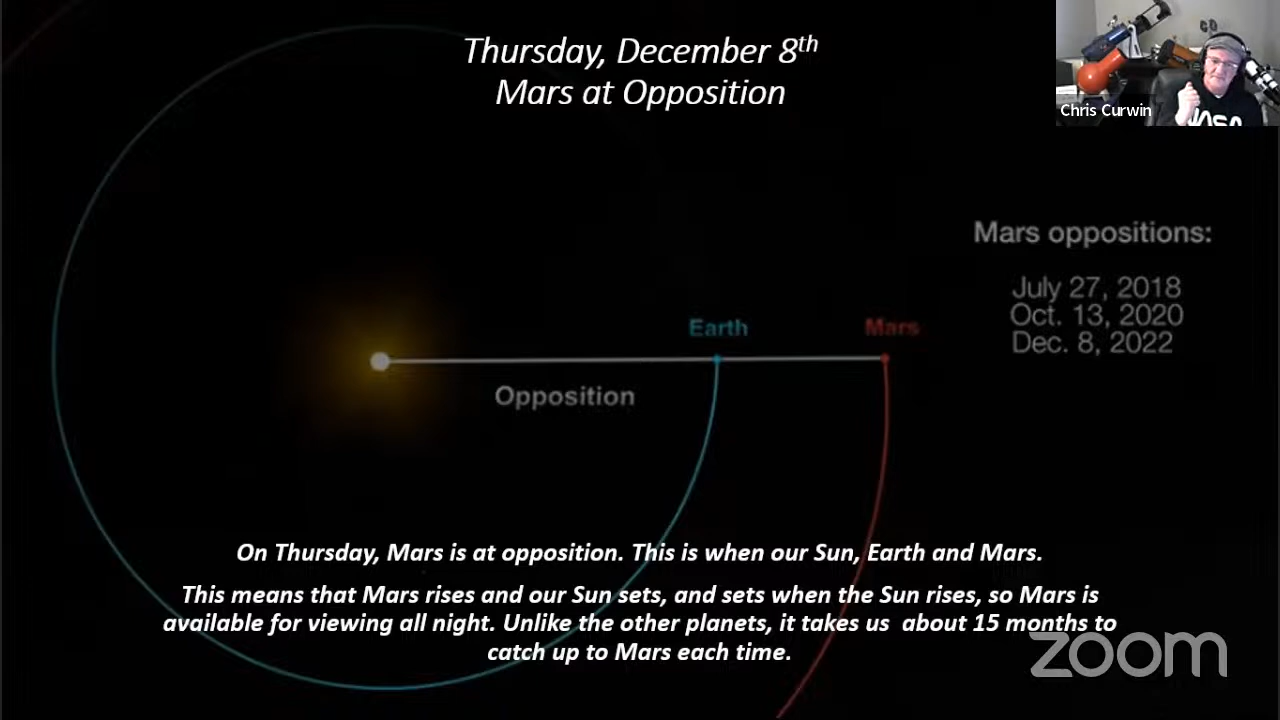 Thursday, December 8th
Mars at Opposition
Chris Curwin
NASA
Mars oppositions:
July 27, 2018
Oct. 13, 2020
Dec. 8, 2022
Earth
Mars
Opposition
On Thursday, Mars is at opposition. This is when our Sun, Earth and Mars.
This means that Mars rises and our Sun sets, and sets when the Sun rises, so Mars is
available for viewing all night. Unlike the other planets, it takes us about 15 months to
catch up to Mars each time.
zoom